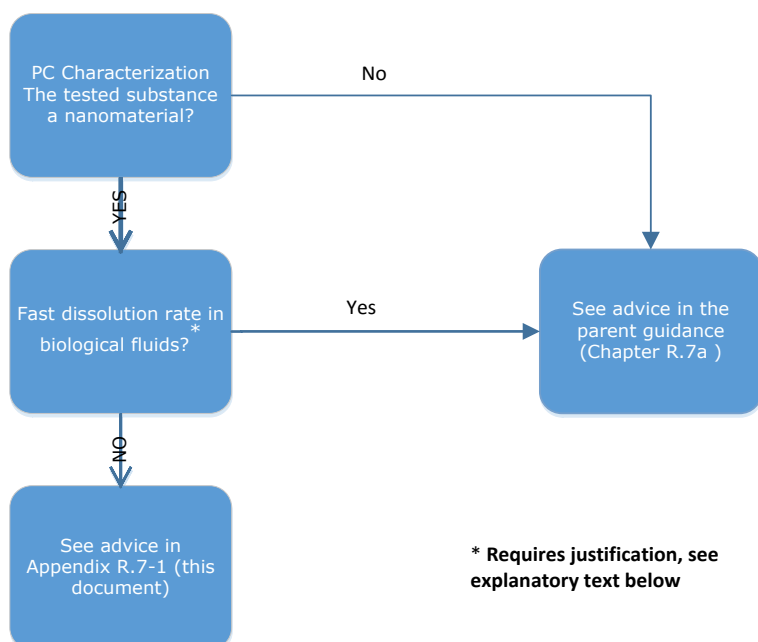 PC Characterization
The tested substance
a nanomaterial?
No
YES
Fast dissolution rate in
biological fluids?*
Yes
See advice in the
parent guidance
(Chapter R.7a )
NO
See advice in
Appendix R.7-1 (this
document)
* Requires justification, see
explanatory text below